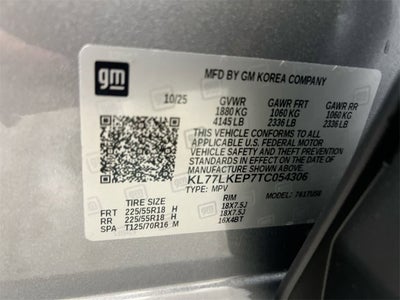 gm
MFD BY GM KOREA COMPANY
10/25 GVWR GAWR FRT GAWR RR
1880 KG 1060 KG 1060 KG
4145 LB 2336 LB 2336 LB
THIS VEHICLE CONFORMS TO ALL
APPLICABLE U.S. FEDERAL MOTOR
VEHICLE SAFETY, BUMPER, AND THEFT
PREVENTION STANDARDS IN EFFECT ON
THE DATE OF MANUFACTURE SHOWN ABOVE.
KL77LKEP7TC054306
TYPE: MPV MODEL:
TIRE SIZE RIM
FRT 225/55R18 H 18X7.5J
RR 225/55R18 H 18X7.5J
SPA T125/70R16 M 16X4BT